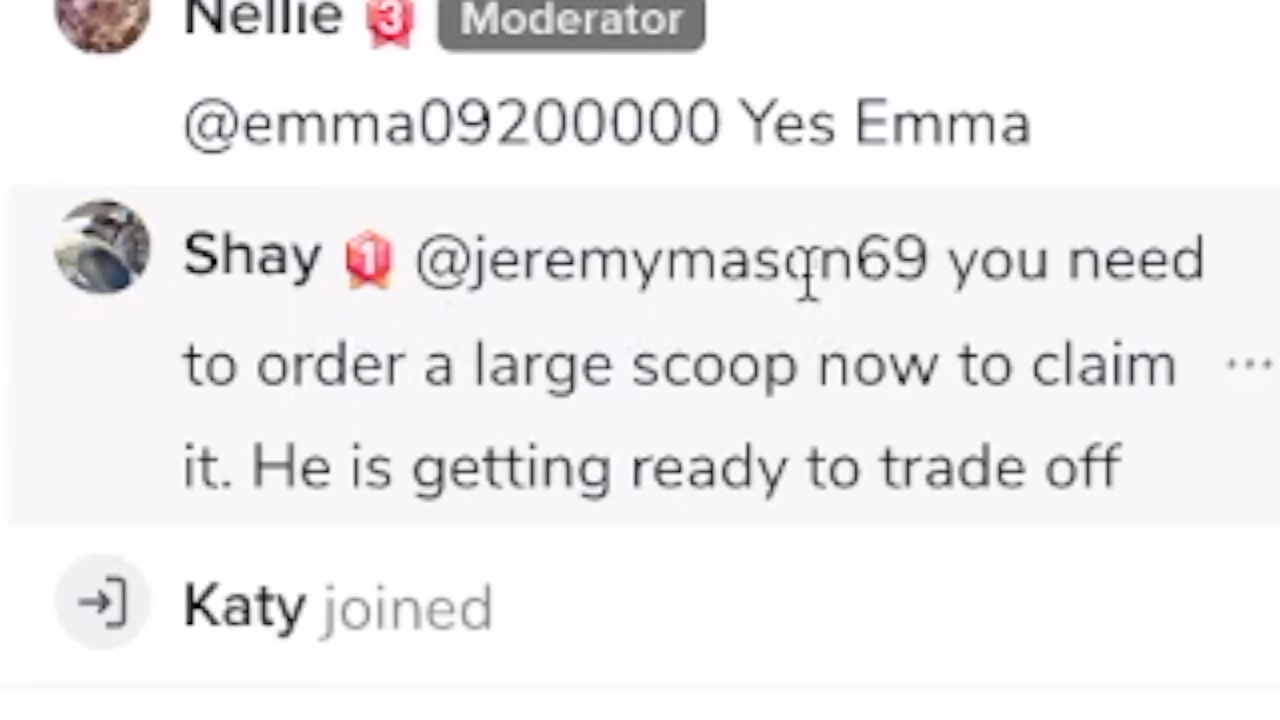 Nellie 3 Moderator
@emma09200000 Yes Emma
Shay 1 @jeremymason69 you need
to order a large scoop now to claim ...
it. He is getting ready to trade off
Katy joined